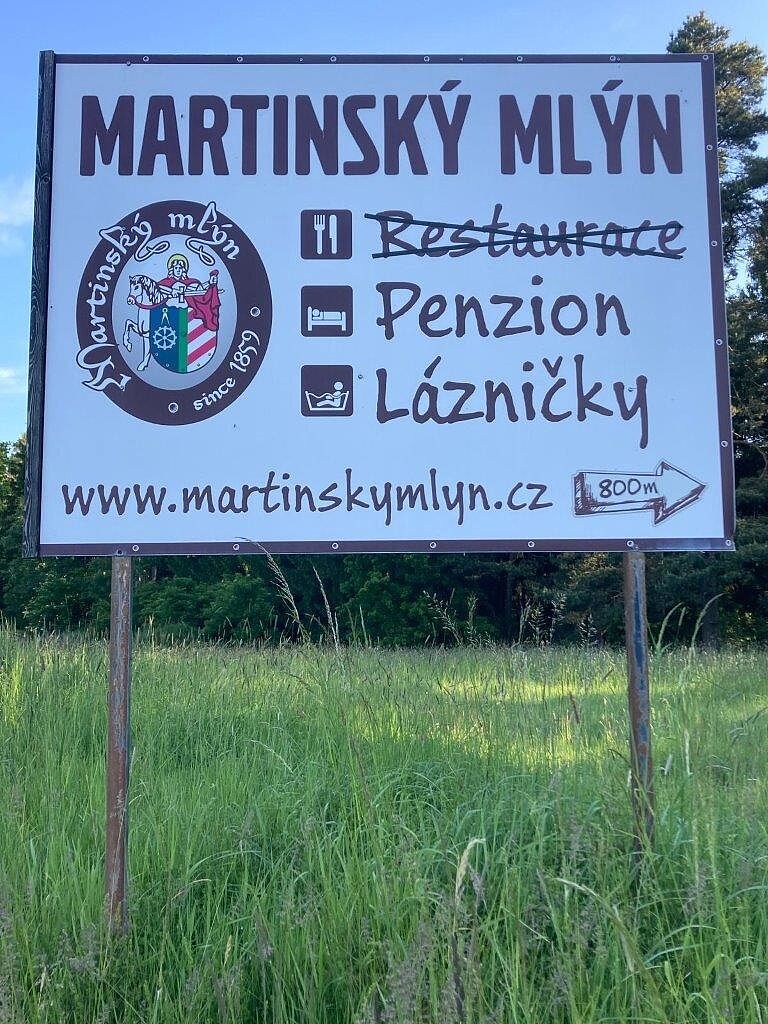 MARTINSKÝ MLÝN
Martinský mlýn
since 1859
Restaurace
Penzion
Lázničky
www.martinskymlyn.cz
800m